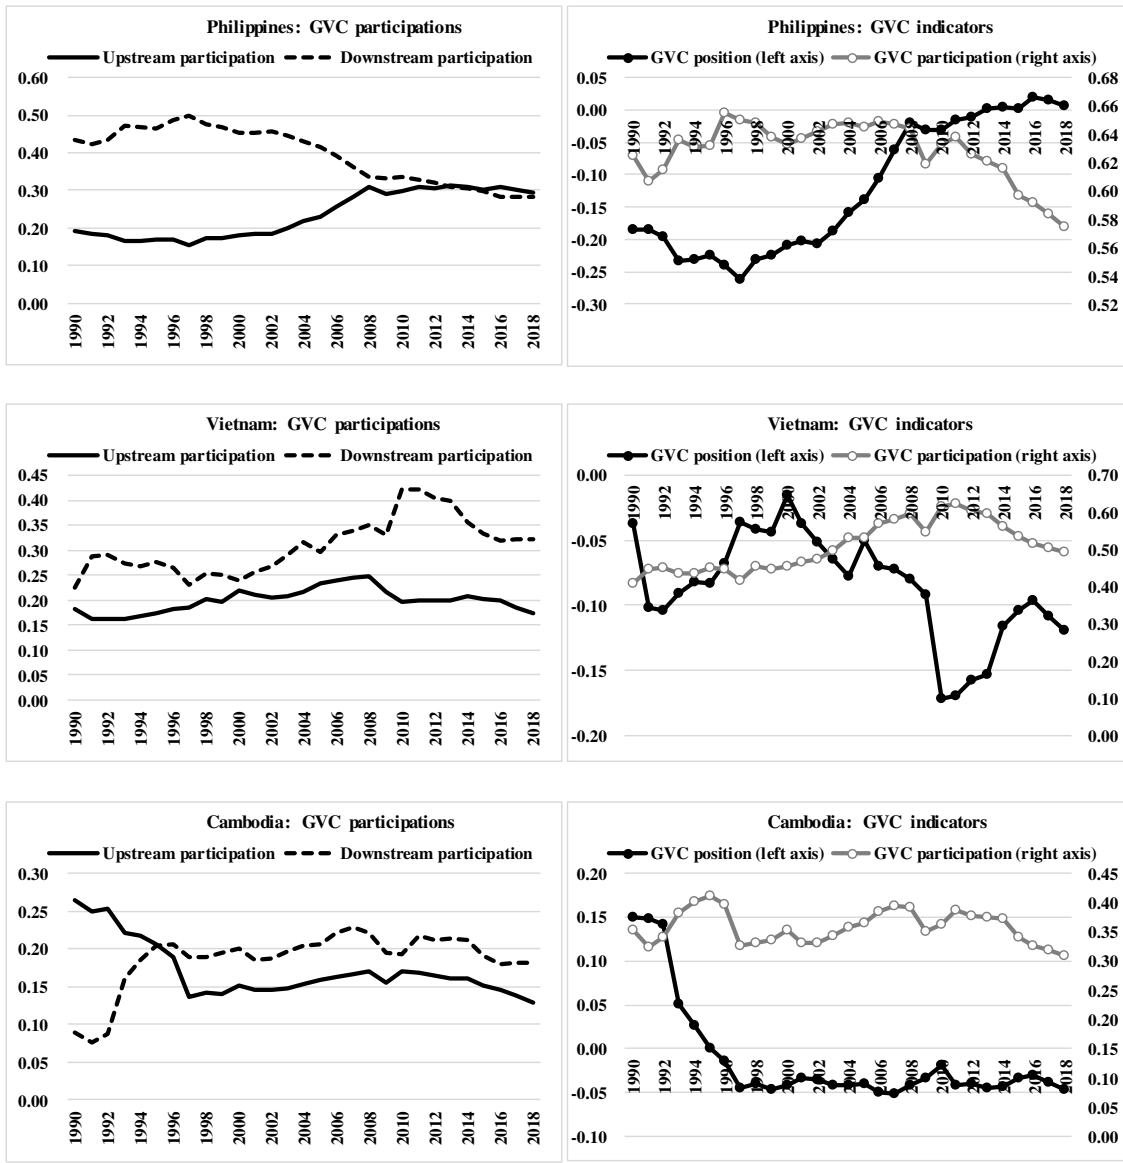 Philippines: GVC participations
Upstream participation Downstream participation
0.60
0.50
0.40
0.30
0.20
0.10
0.00
1990 1992 1994 1996 1998 2000 2002 2004 2006 2008 2010 2012 2014 2016 2018
Philippines: GVC indicators
GVC position (left axis) GVC participation (right axis)
0.05 0.68
0.00 0.66
-0.05 0.64
-0.10 0.62
-0.15 0.60
-0.20 0.58
-0.25 0.56
-0.30 0.54
0.52
1990 1992 1994 1996 1998 2000 2002 2004 2006 2008 2010 2012 2014 2016 2018
Vietnam: GVC participations
Upstream participation Downstream participation
0.45
0.40
0.35
0.30
0.25
0.20
0.15
0.10
0.05
0.00
1990 1992 1994 1996 1998 2000 2002 2004 2006 2008 2010 2012 2014 2016 2018
Vietnam: GVC indicators
GVC position (left axis) GVC participation (right axis)
0.00 0.70
-0.05 0.60
-0.10 0.50
-0.15 0.40
-0.20 0.30
0.20
0.10
0.00
1990 1992 1994 1996 1998 2000 2002 2004 2006 2008 2010 2012 2014 2016 2018
Cambodia: GVC participations
Upstream participation Downstream participation
0.30
0.25
0.20
0.15
0.10
0.05
0.00
1990 1992 1994 1996 1998 2000 2002 2004 2006 2008 2010 2012 2014 2016 2018
Cambodia: GVC indicators
GVC position (left axis) GVC participation (right axis)
0.20 0.45
0.15 0.40
0.10 0.35
0.05 0.30
0.00 0.25
-0.05 0.20
-0.10 0.15
0.10
0.05
0.00
1990 1992 1994 1996 1998 2000 2002 2004 2006 2008 2010 2012 2014 2016 2018